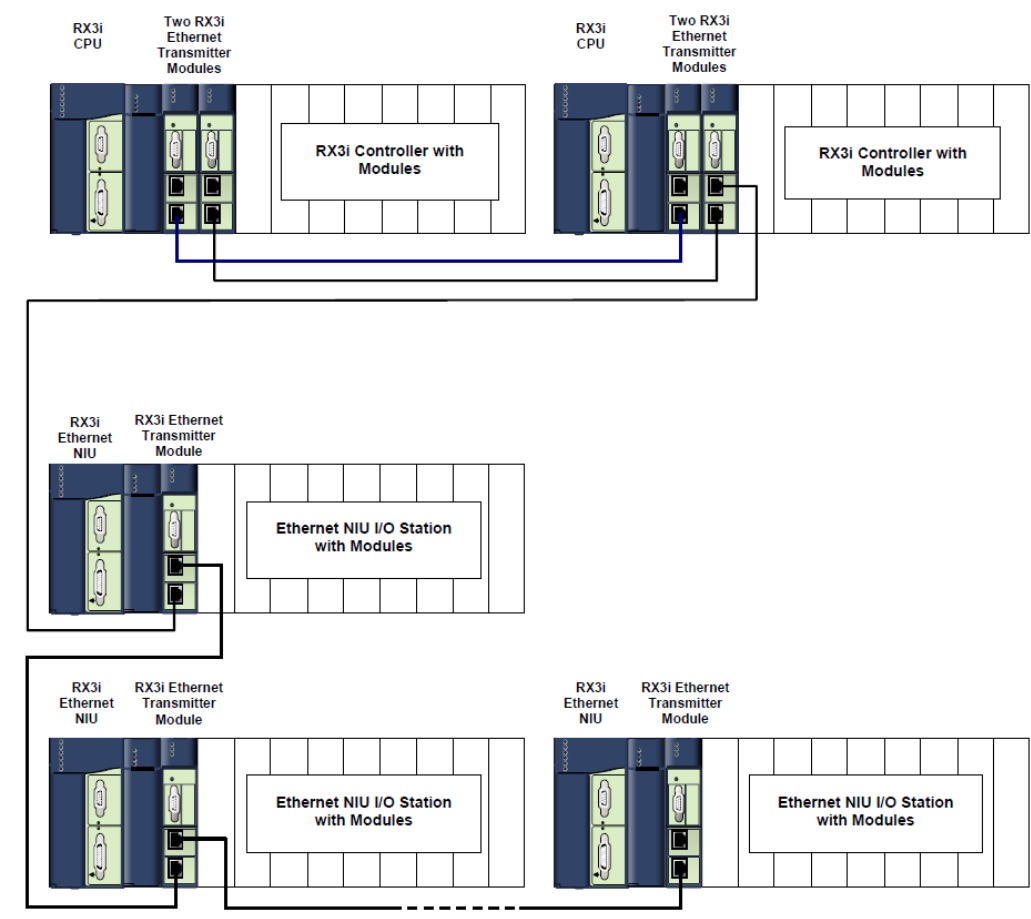 RX3i
CPU
Two RX3i
Ethernet
Transmitter
Modules
RX3i
CPU
Two RX3i
Ethernet
Transmitter
Modules
RX3i Controller with
Modules
RX3i Controller with
Modules
RX3i
Ethernet
NIU
RX3i Ethernet
Transmitter
Module
Ethernet NIU I/O Station
with Modules
RX3i
Ethernet
NIU
RX3i Ethernet
Transmitter
Module
RX3i
Ethernet
NIU
RX3i Ethernet
Transmitter
Module
Ethernet NIU I/O Station
with Modules
Ethernet NIU I/O Station
with Modules